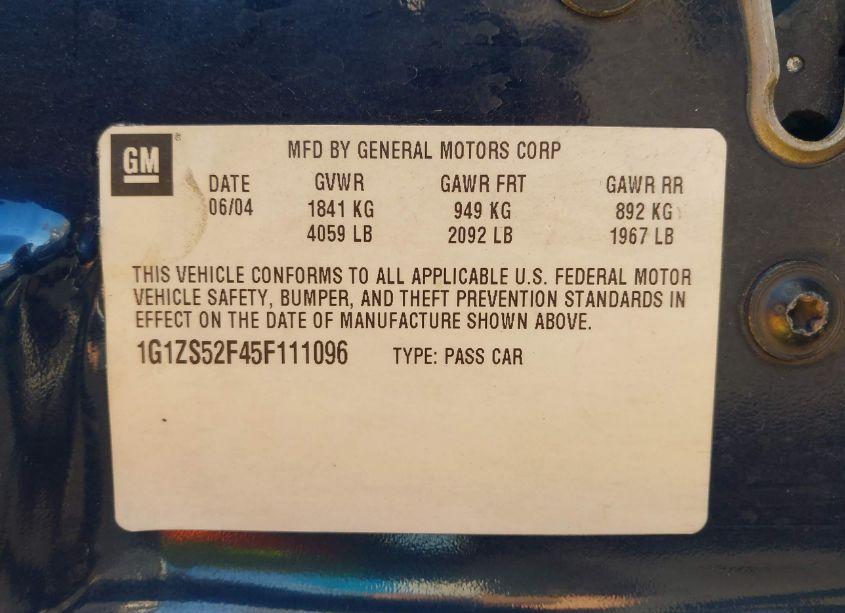 GM
MFD BY GENERAL MOTORS CORP
DATE GVWR GAWR FRT GAWR RR
06/04 1841 KG 949 KG 892 KG
4059 LB 2092 LB 1967 LB
THIS VEHICLE CONFORMS TO ALL APPLICABLE U.S. FEDERAL MOTOR
VEHICLE SAFETY, BUMPER, AND THEFT PREVENTION STANDARDS IN
EFFECT ON THE DATE OF MANUFACTURE SHOWN ABOVE.
1G1ZS52F45F111096 TYPE: PASS CAR